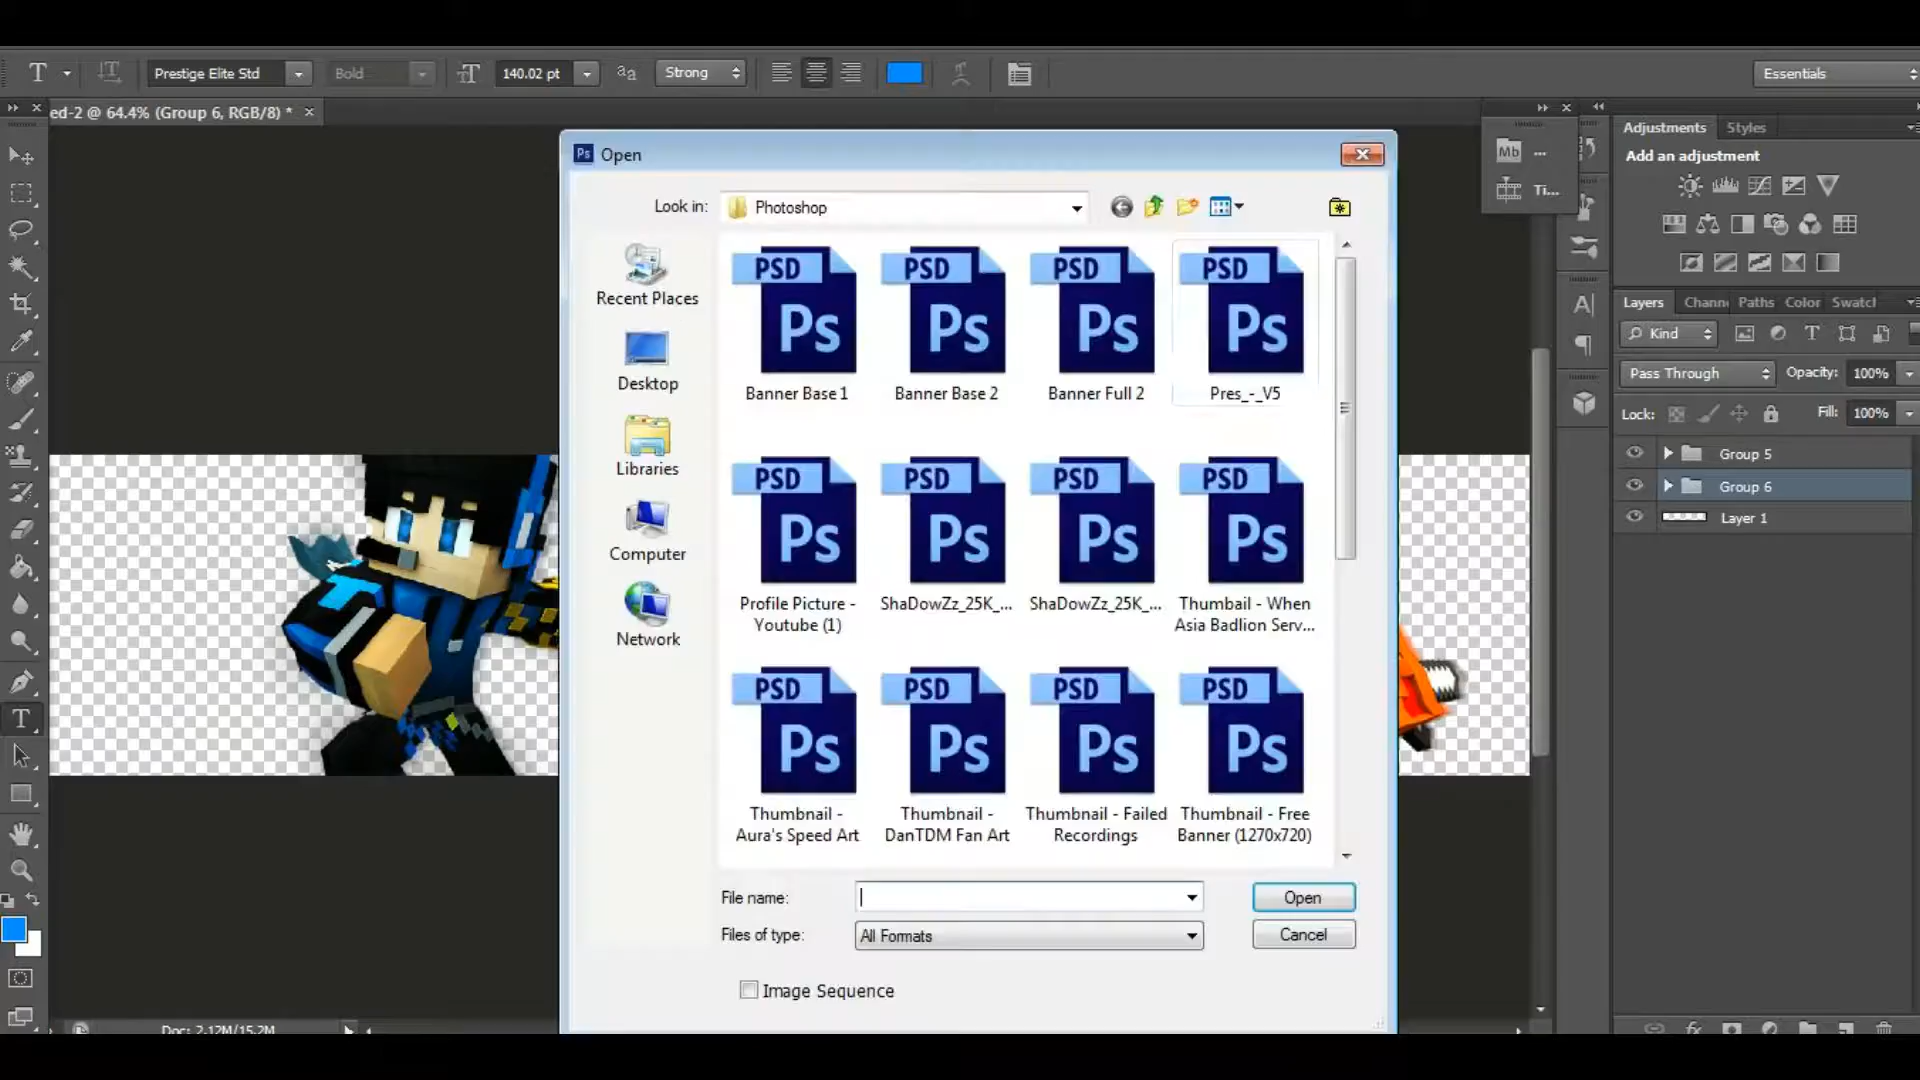 T
Prestige Elite Std
Bold
140.02 pt
aa
Strong
Essentials
ed-2 @ 64.4% (Group 6, RGB/8) *
Ps Open
Look in: Photoshop
Recent Places
Desktop
Libraries
Computer
Network
PSD PSD PSD PSD
Ps Ps Ps Ps
Banner Base 1 Banner Base 2 Banner Full 2 Pres_-_V5
PSD PSD PSD PSD
Ps Ps Ps Ps
Profile Picture - ShaDowZz_25K_... ShaDowZz_25K_... Thumbail - When
Youtube (1) Asia Badlion Serv...
PSD PSD PSD PSD
Ps Ps Ps Ps
Thumbnail - Thumbnail - Thumbnail - Failed Thumbnail - Free
Aura's Speed Art DanTDM Fan Art Recordings Banner (1270x720)
File name: Open
Files of type: All Formats Cancel
Image Sequence
Mb ...
Ti...
Adjustments Styles
Add an adjustment
Layers Chann Paths Color Swatcl
Kind
Pass Through Opacity: 100%
Lock: Fill: 100%
Group 5
Group 6
Layer 1
Doc: 2.12M/15.2M